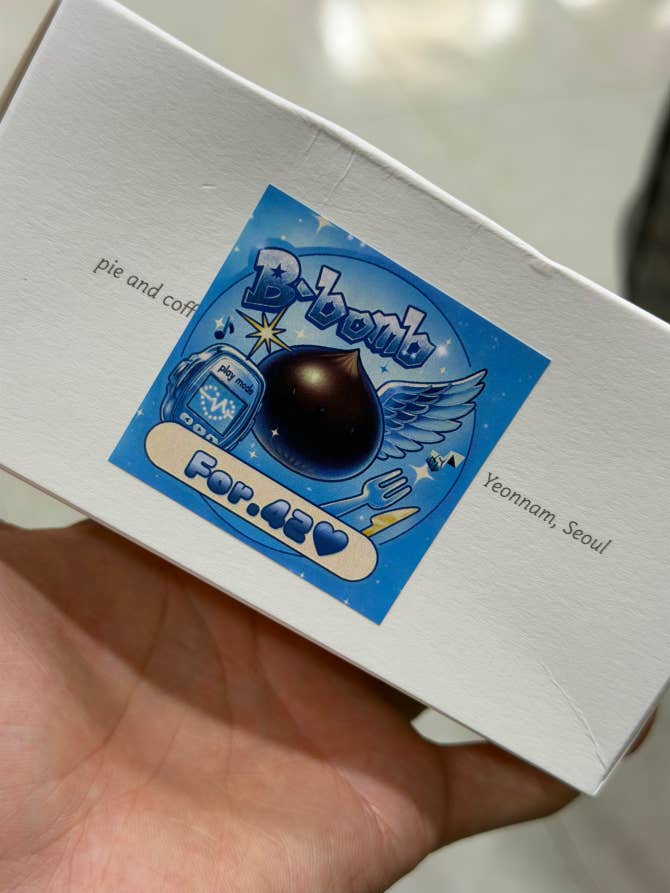 B·bomb
pie and coff
play mode
For.42♥
Yeonnam, Seoul